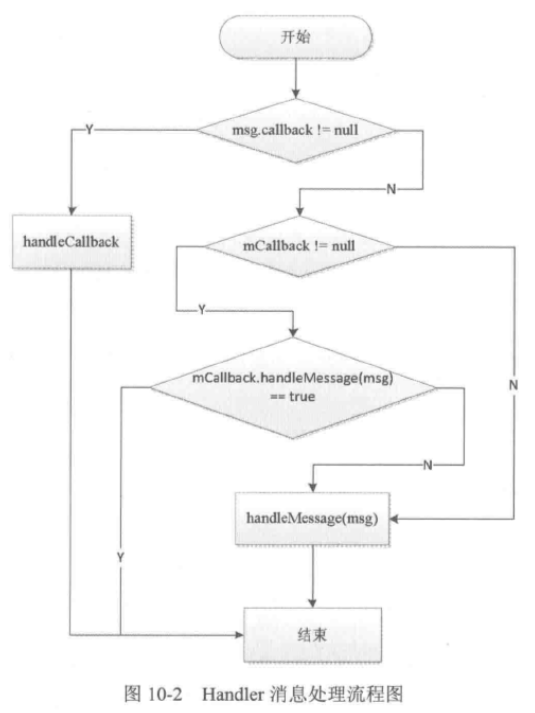 开始
msg.callback != null
Y
N
handleCallback
mCallback != null
Y
mCallback.handleMessage(msg)
== true
N
N
handleMessage(msg)
Y
结束
图 10-2 Handler 消息处理流程图